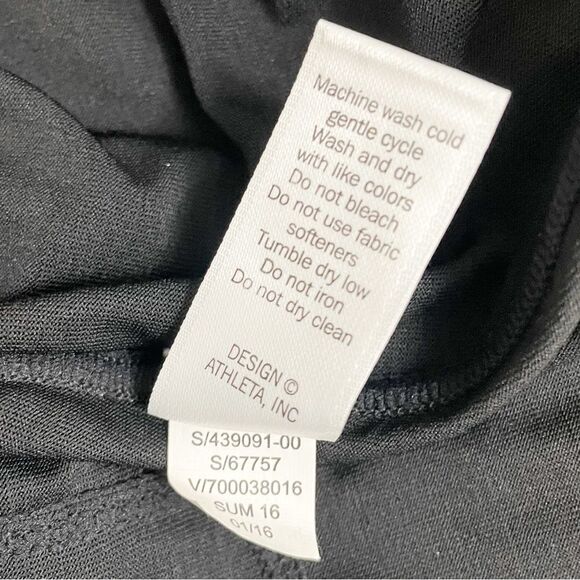 Machine wash cold
gentle cycle
Wash and dry
with like colors
Do not bleach
Do not use fabric
softeners
Tumble dry low
Do not iron
Do not dry clean
DESIGN ©
ATHLETA, INC
S/439091-00
S/67757
V/700038016
SUM 16
01/16